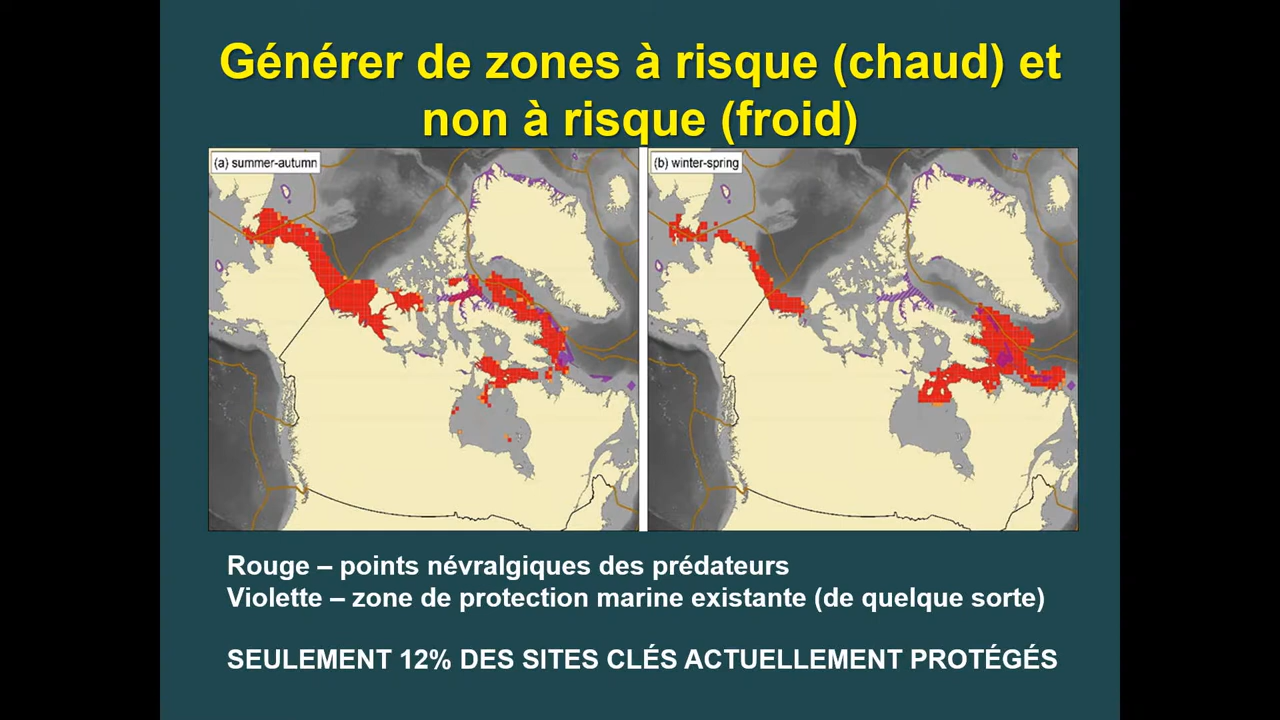 Générer de zones à risque (chaud) et
non à risque (froid)
(a) summer-autumn
(b) winter-spring
Rouge – points névralgiques des prédateurs
Violette – zone de protection marine existante (de quelque sorte)
SEULEMENT 12% DES SITES CLÉS ACTUELLEMENT PROTÉGÉS